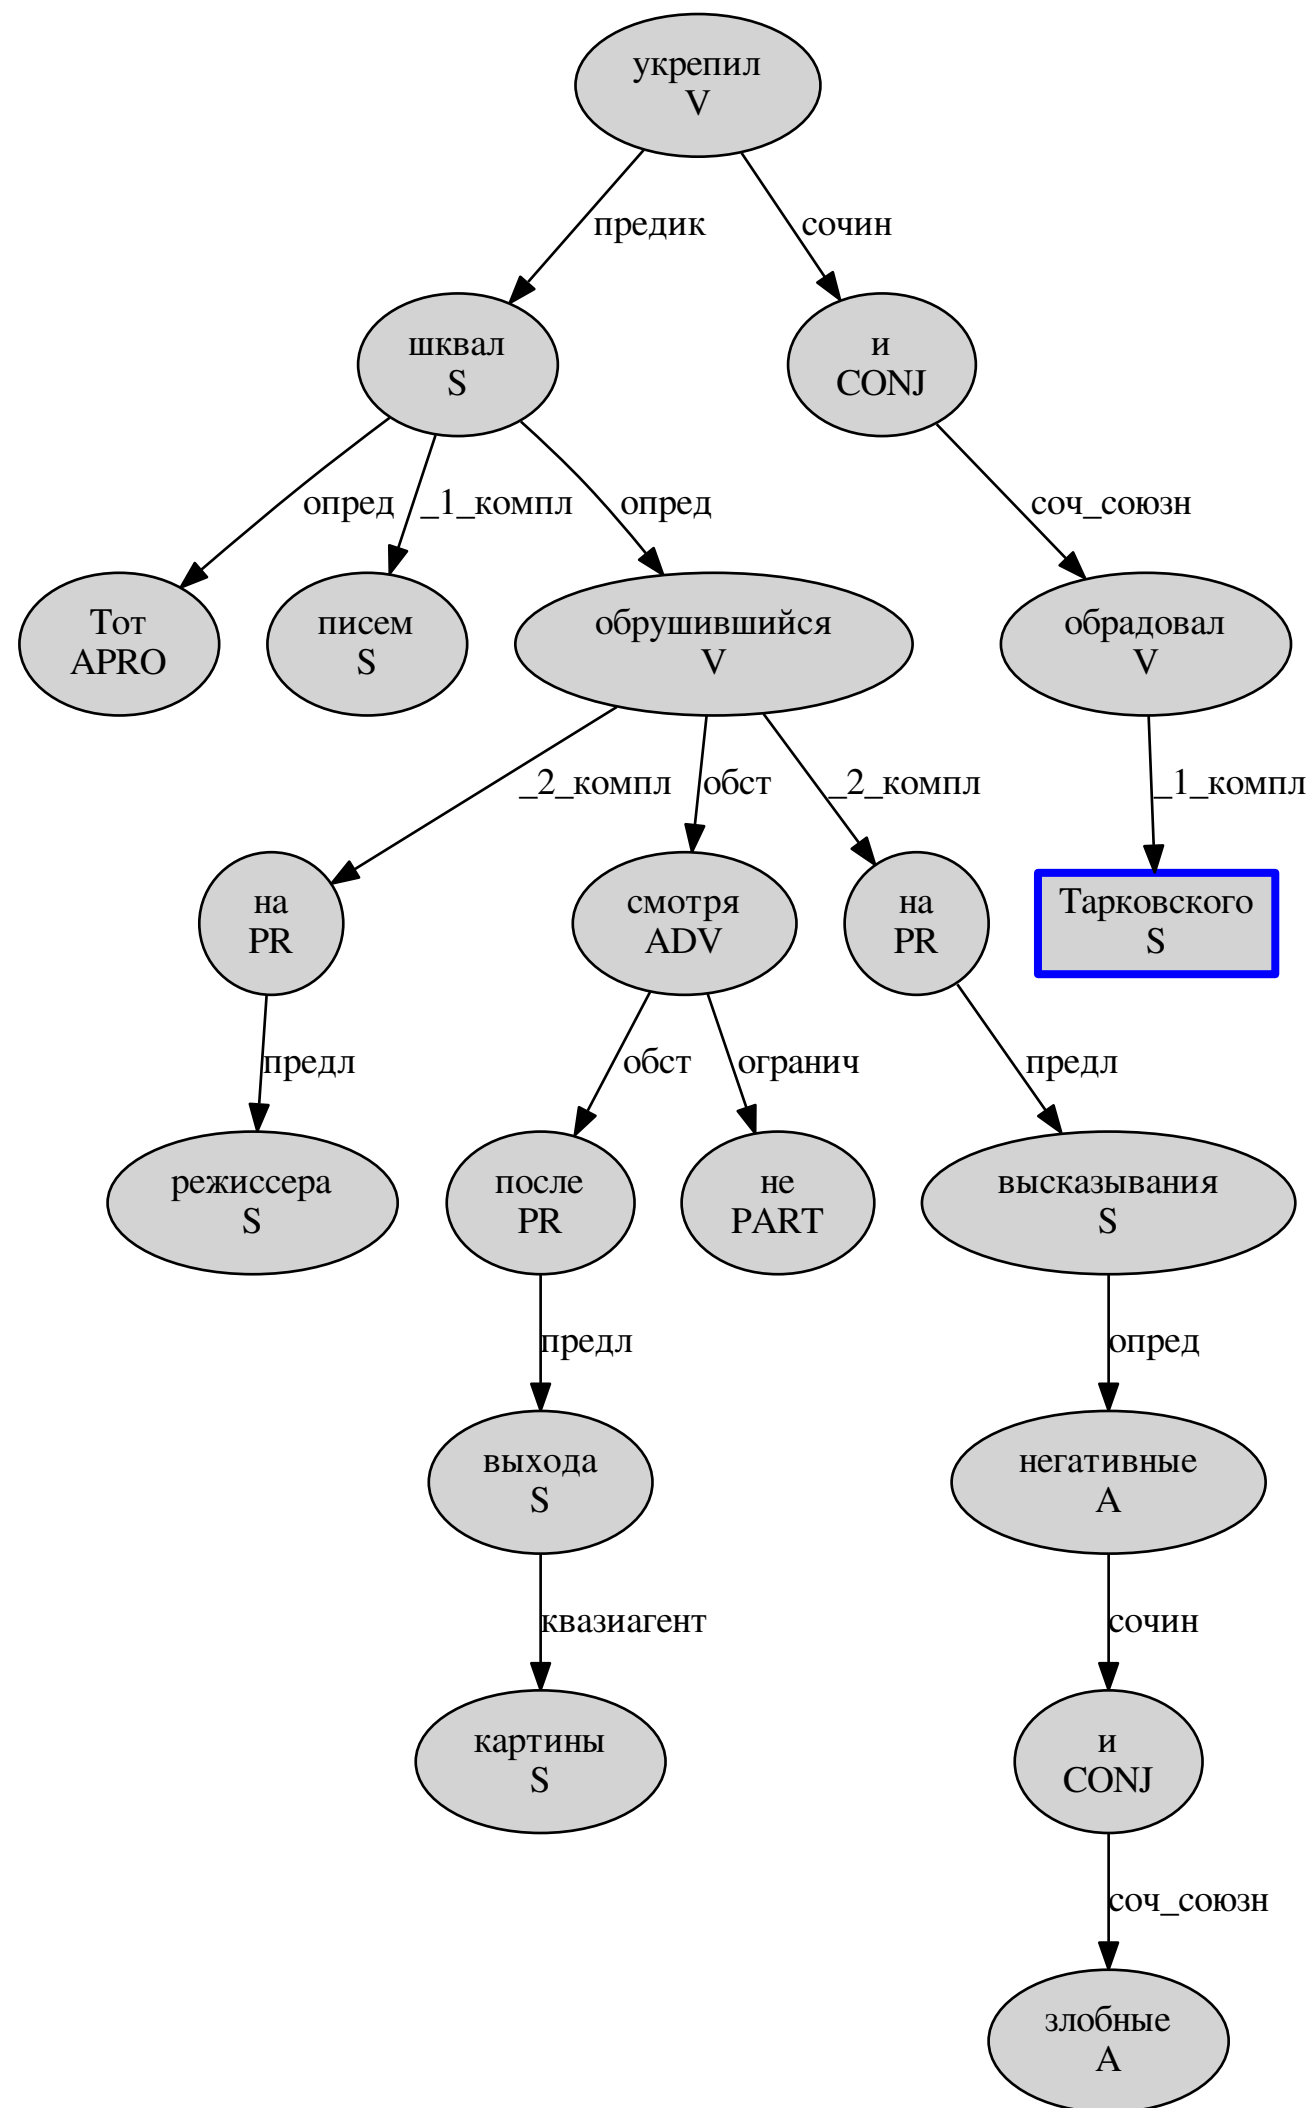 укрепил
V
предик
сочин
шквал
S
и
CONJ
опред
_1_компл
опред
соч_союзн
Тот
APRO
писем
S
обрушившийся
V
обрадовал
V
_2_компл
обст
_2_компл
_1_компл
на
PR
смотря
ADV
на
PR
Тарковского
S
предл
обст
огранич
предл
режиссера
S
после
PR
не
PART
высказывания
S
предл
опред
выхода
S
негативные
A
квазиагент
сочин
картины
S
и
CONJ
соч_союзн
злобные
A